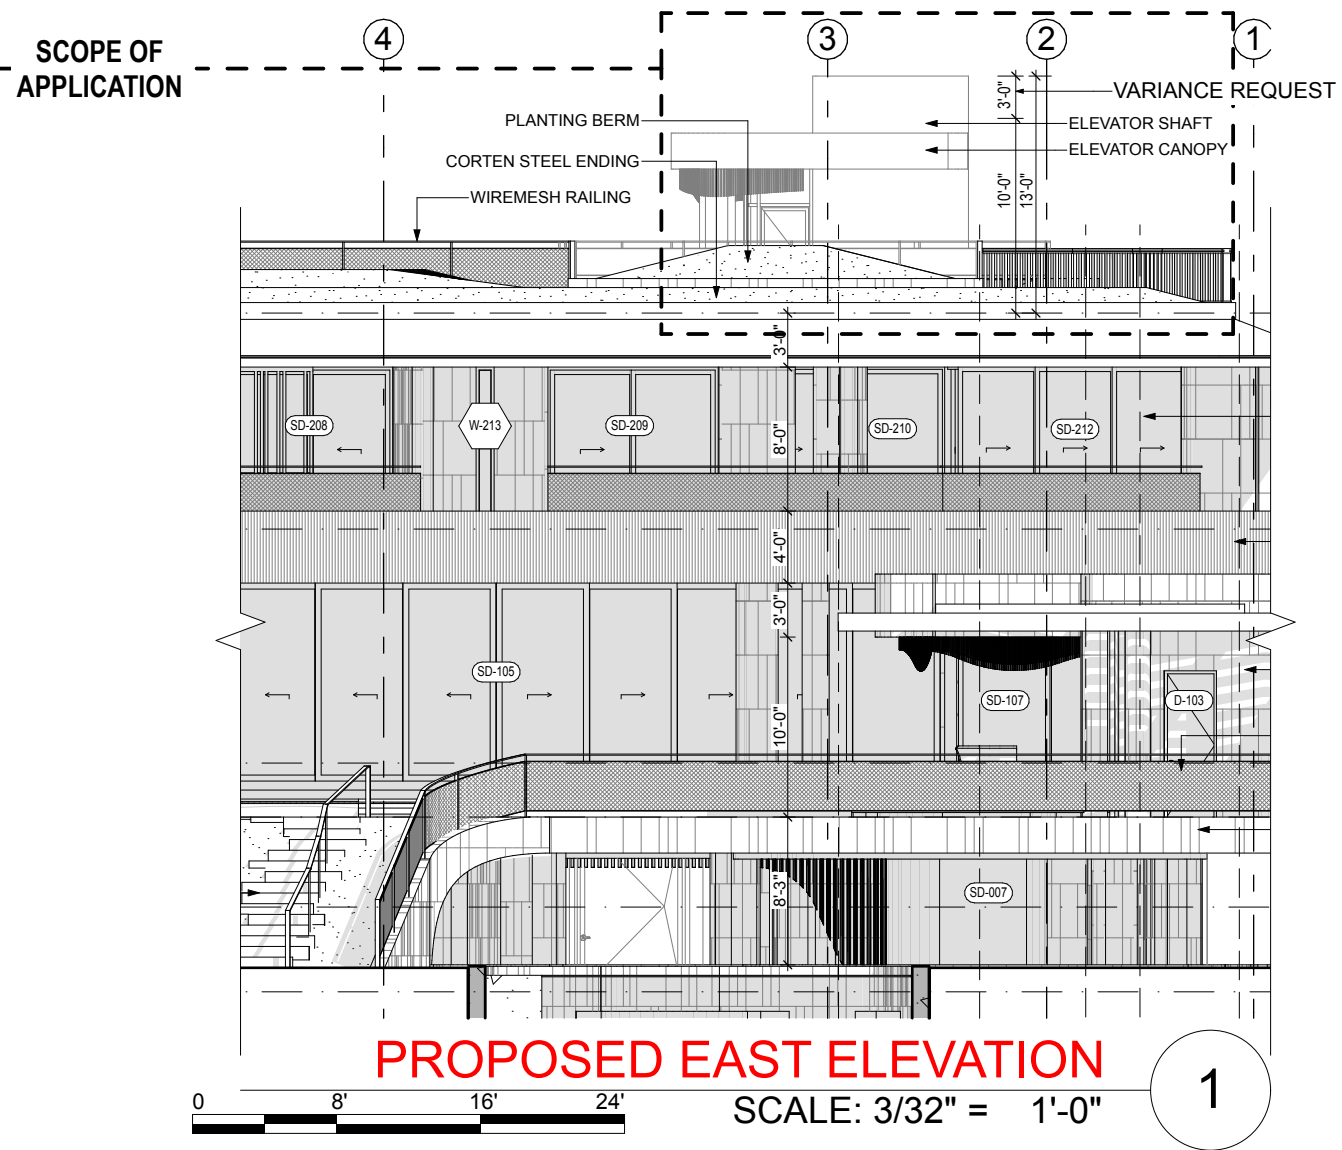 SCOPE OF
APPLICATION
4
3
2
1
VARIANCE REQUEST
3'-0"
PLANTING BERM
ELEVATOR SHAFT
CORTEN STEEL ENDING
ELEVATOR CANOPY
WIREMESH RAILING
10'-0"
13'-0"
3'-0"
SD-208
W-213
SD-209
SD-210
SD-212
8'-0"
4'-0"
3'-0"
SD-105
SD-107
D-103
10'-0"
8'-3"
SD-007
PROPOSED EAST ELEVATION
1
0 8' 16' 24'
SCALE: 3/32" = 1'-0"